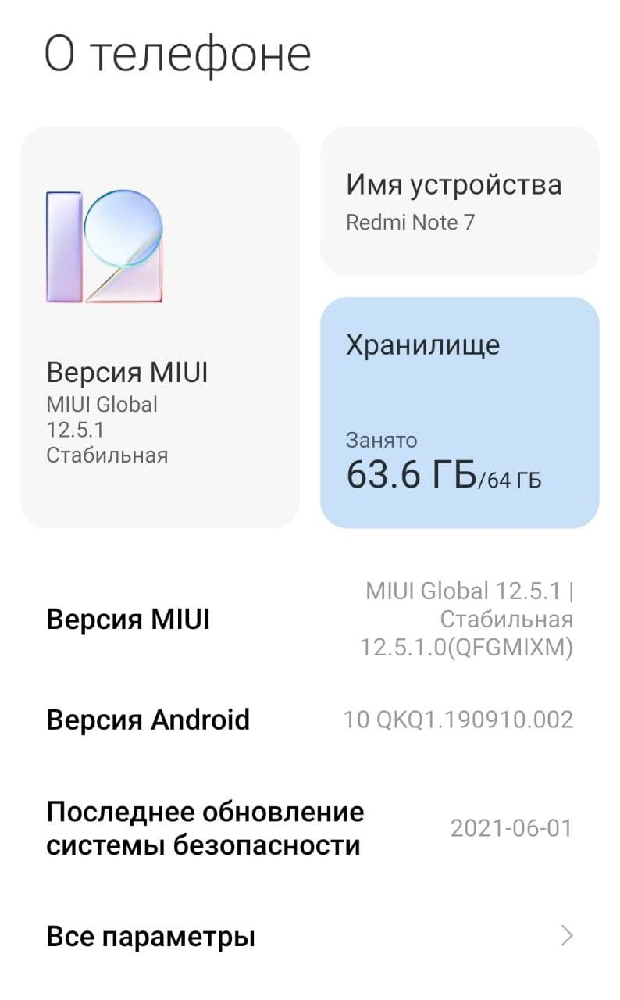 О телефоне
Версия MIUI
MIUI Global
12.5.1
Стабильная
Имя устройства
Redmi Note 7
Хранилище
Занято
63.6 ГБ/64 ГБ
Версия MIUI
MIUI Global 12.5.1 |
Стабильная
12.5.1.0(QFGMIXM)
Версия Android
10 QKQ1.190910.002
Последнее обновление
системы безопасности
2021-06-01
Все параметры